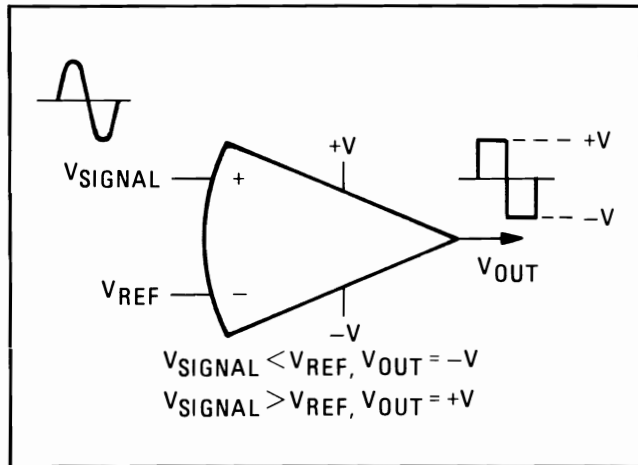 +V
+V
VSIGNAL
+
−V
VOUT
VREF
−
−V
VSIGNAL < VREF, VOUT = −V
VSIGNAL > VREF, VOUT = +V